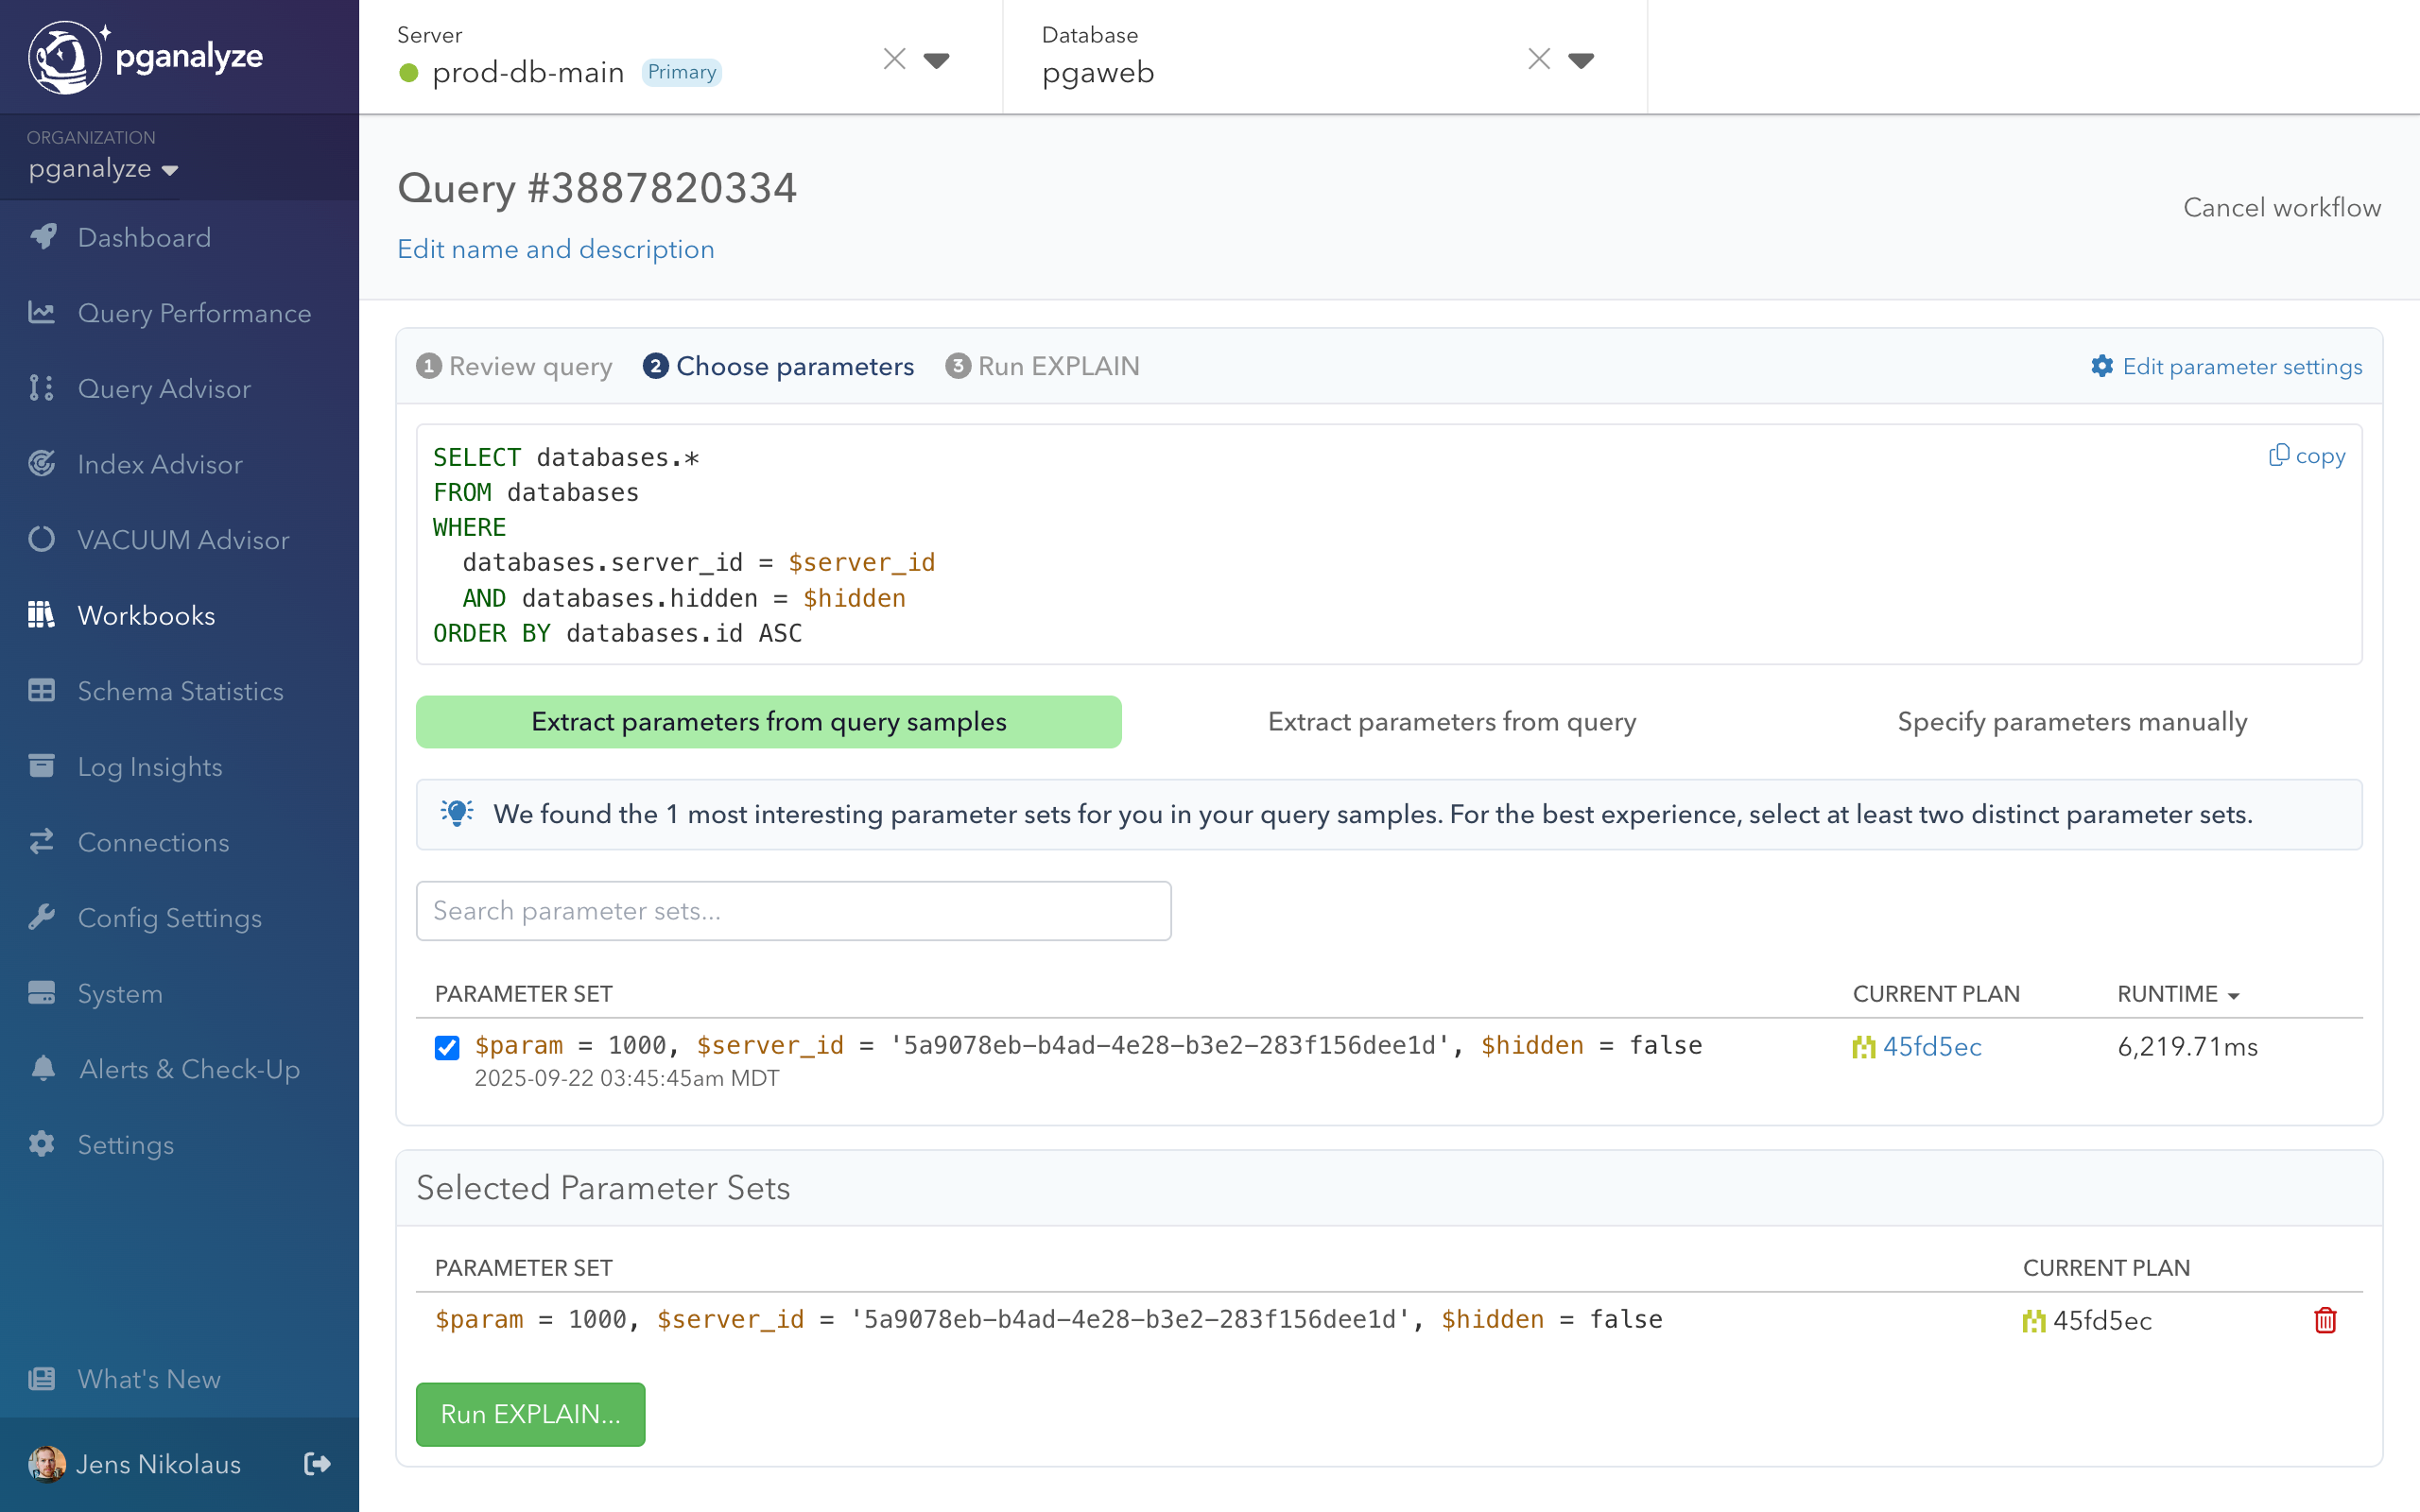 pganalyze
ORGANIZATION
pganalyze
Dashboard
Query Performance
Query Advisor
Index Advisor
VACUUM Advisor
Workbooks
Schema Statistics
Log Insights
Connections
Config Settings
System
Alerts & Check-Up
Settings
What's New
Jens Nikolaus
Server
prod-db-main Primary
Database
pgaweb
Query #3887820334
Edit name and description
Cancel workflow
1 Review query 2 Choose parameters 3 Run EXPLAIN Edit parameter settings
SELECT databases.*
FROM databases
WHERE
databases.server_id = $server_id
AND databases.hidden = $hidden
ORDER BY databases.id ASC
copy
Extract parameters from query samples Extract parameters from query Specify parameters manually
We found the 1 most interesting parameter sets for you in your query samples. For the best experience, select at least two distinct parameter sets.
Search parameter sets...
PARAMETER SET CURRENT PLAN RUNTIME
$param = 1000, $server_id = '5a9078eb-b4ad-4e28-b3e2-283f156dee1d', $hidden = false 45fd5ec 6,219.71ms
2025-09-22 03:45:45am MDT
Selected Parameter Sets
PARAMETER SET CURRENT PLAN
$param = 1000, $server_id = '5a9078eb-b4ad-4e28-b3e2-283f156dee1d', $hidden = false 45fd5ec
Run EXPLAIN...